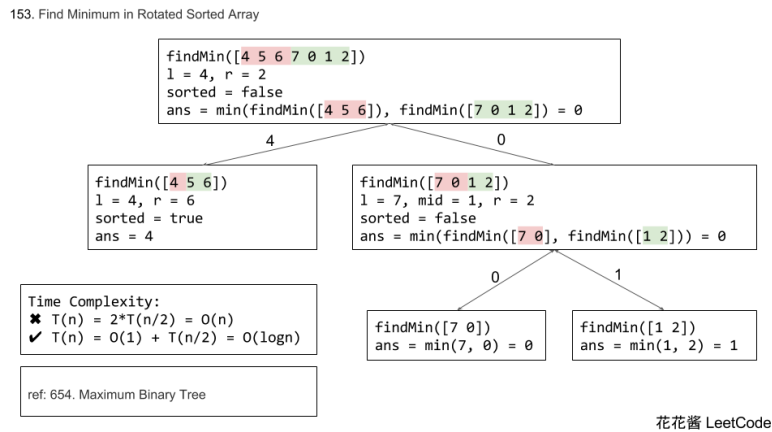 153. Find Minimum in Rotated Sorted Array
findMin([4 5 6 7 0 1 2])
l = 4, r = 2
sorted = false
ans = min(findMin([4 5 6]), findMin([7 0 1 2]) = 0
4
0
findMin([4 5 6])
l = 4, r = 6
sorted = true
ans = 4
findMin([7 0 1 2])
l = 7, mid = 1, r = 2
sorted = false
ans = min(findMin([7 0], findMin([1 2])) = 0
0
1
findMin([7 0])
ans = min(7, 0) = 0
findMin([1 2])
ans = min(1, 2) = 1
Time Complexity:
✖ T(n) = 2*T(n/2) = O(n)
✔ T(n) = O(1) + T(n/2) = O(logn)
ref: 654. Maximum Binary Tree
花花酱 LeetCode